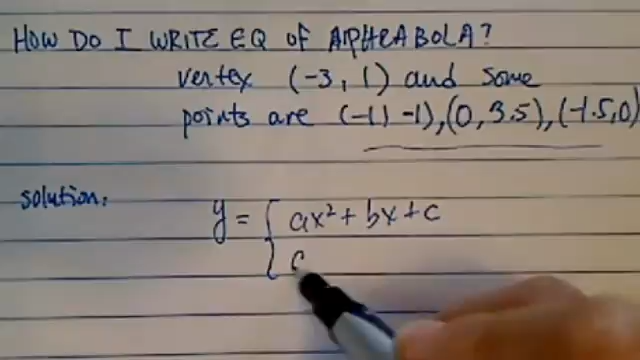 HOW DO I WRITE EQ OF APHRABOLA?
vertex (-3, 1) and some
points are (-1, -1), (0, 3.5), (-1.5, 0)
solution:
y = { ax² + bx + c